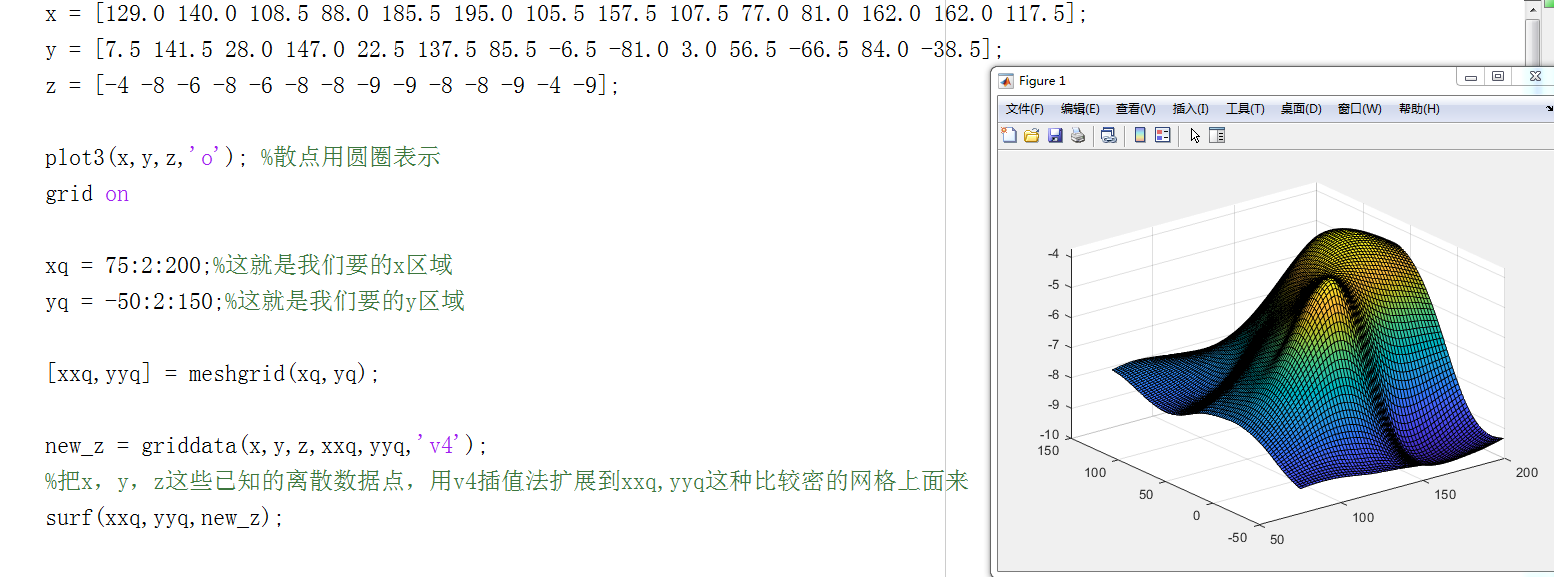 x = [129.0 140.0 108.5 88.0 185.5 195.0 105.5 157.5 107.5 77.0 81.0 162.0 162.0 117.5];
y = [7.5 141.5 28.0 147.0 22.5 137.5 85.5 -6.5 -81.0 3.0 56.5 -66.5 84.0 -38.5];
z = [-4 -8 -6 -8 -6 -8 -8 -9 -9 -8 -8 -9 -4 -9];
plot3(x,y,z,'o'); %散点用圆圈表示
grid on
xq = 75:2:200;%这就是我们要的x区域
yq = -50:2:150;%这就是我们要的y区域
[xxq,yyq] = meshgrid(xq,yq);
new_z = griddata(x,y,z,xxq,yyq,'v4');
%把x，y，z这些已知的离散数据点，用v4插值法扩展到xxq,yyq这种比较密的网格上面来
surf(xxq,yyq,new_z);
Figure 1
文件(F) 编辑(E) 查看(V) 插入(I) 工具(T) 桌面(D) 窗口(W) 帮助(H)
-4
-5
-6
-7
-8
-9
-10
150
100
50
0
-50
50
100
150
200